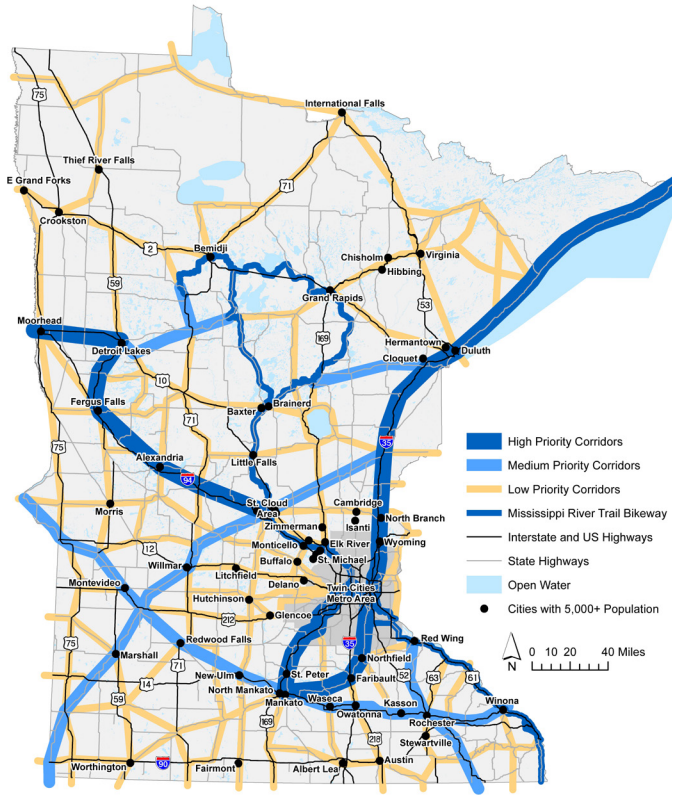 International Falls
75
Thief River Falls
E Grand Forks
71
Crookston
2
Bemidji
Chisholm
Virginia
Hibbing
59
Grand Rapids
53
Moorhead
169
Hermantown
Detroit Lakes
Duluth
Cloquet
10
Fergus Falls
Brainerd
Baxter
71
35
75
Alexandria
Little Falls
94
Morris
St. Cloud
Area
Cambridge
Zimmerman
North Branch
Isanti
12
Monticello
Elk River
Wyoming
Willmar
Buffalo
St. Michael
Litchfield
Montevideo
Delano
Twin Cities
Metro Area
Hutchinson
212
Glencoe
75
Redwood Falls
35
Red Wing
Marshall
71
Northfield
New Ulm
St. Peter
52
63
61
14
North Mankato
Faribault
59
Mankato
Waseca
Kasson
Winona
Owatonna
169
Rochester
218
Stewartville
Worthington
90
Fairmont
Albert Lea
Austin
High Priority Corridors
Medium Priority Corridors
Low Priority Corridors
Mississippi River Trail Bikeway
Interstate and US Highways
State Highways
Open Water
Cities with 5,000+ Population
N
0 10 20 40 Miles